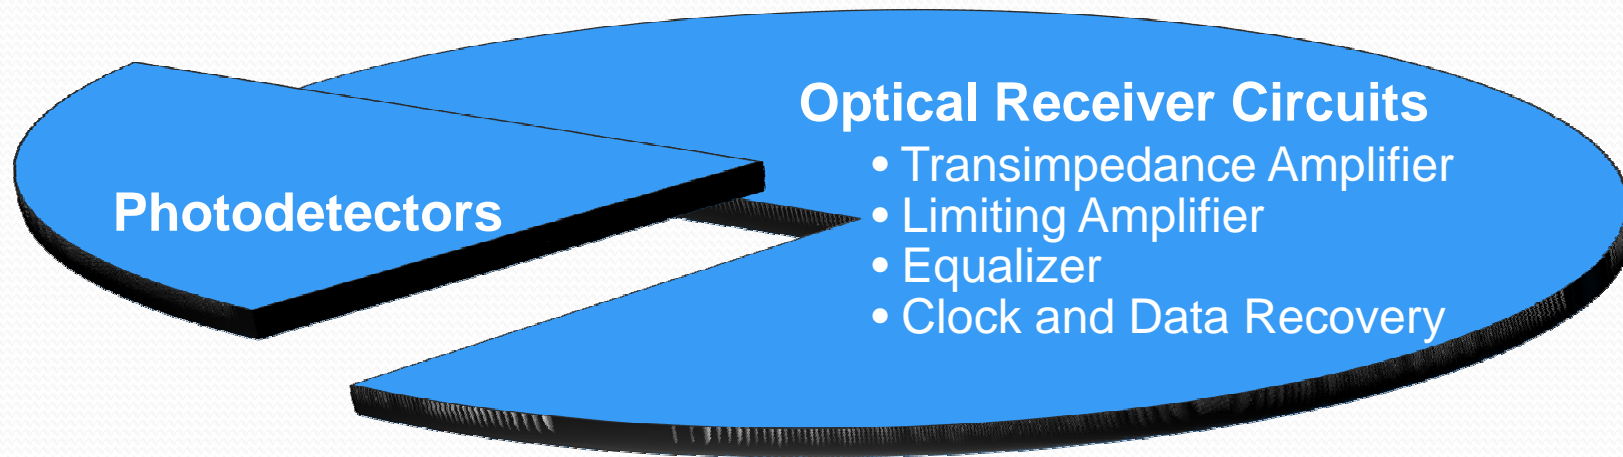 Photodetectors
Optical Receiver Circuits
• Transimpedance Amplifier
• Limiting Amplifier
• Equalizer
• Clock and Data Recovery